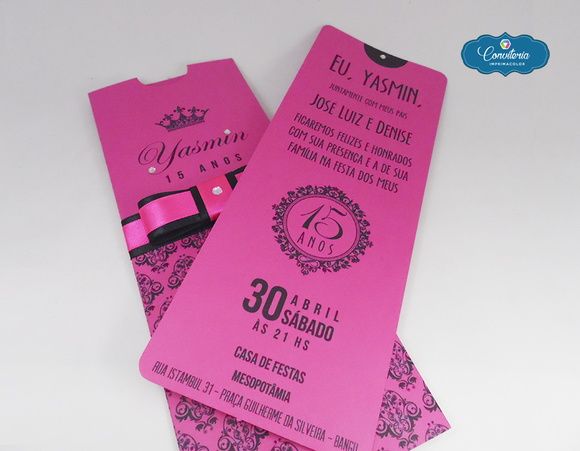 Conviteria
IMPRIMACOLOR
Yasmin
15 ANOS
EU, YASMIN,
JUNTAMENTE COM MEUS PAIS
JOSE LUIZ E DENISE
FICAREMOS FELIZES E HONRADOS
COM SUA PRESENÇA E A DE SUA
FAMÍLIA NA FESTA DOS MEUS
15
ANOS
30 ABRIL
SÁBADO
ÀS 21 HS
CASA DE FESTAS
MESOPOTÂMIA
RUA ISTAMBUL 31 - PRAÇA GUILHERME DA SILVEIRA - BANGU